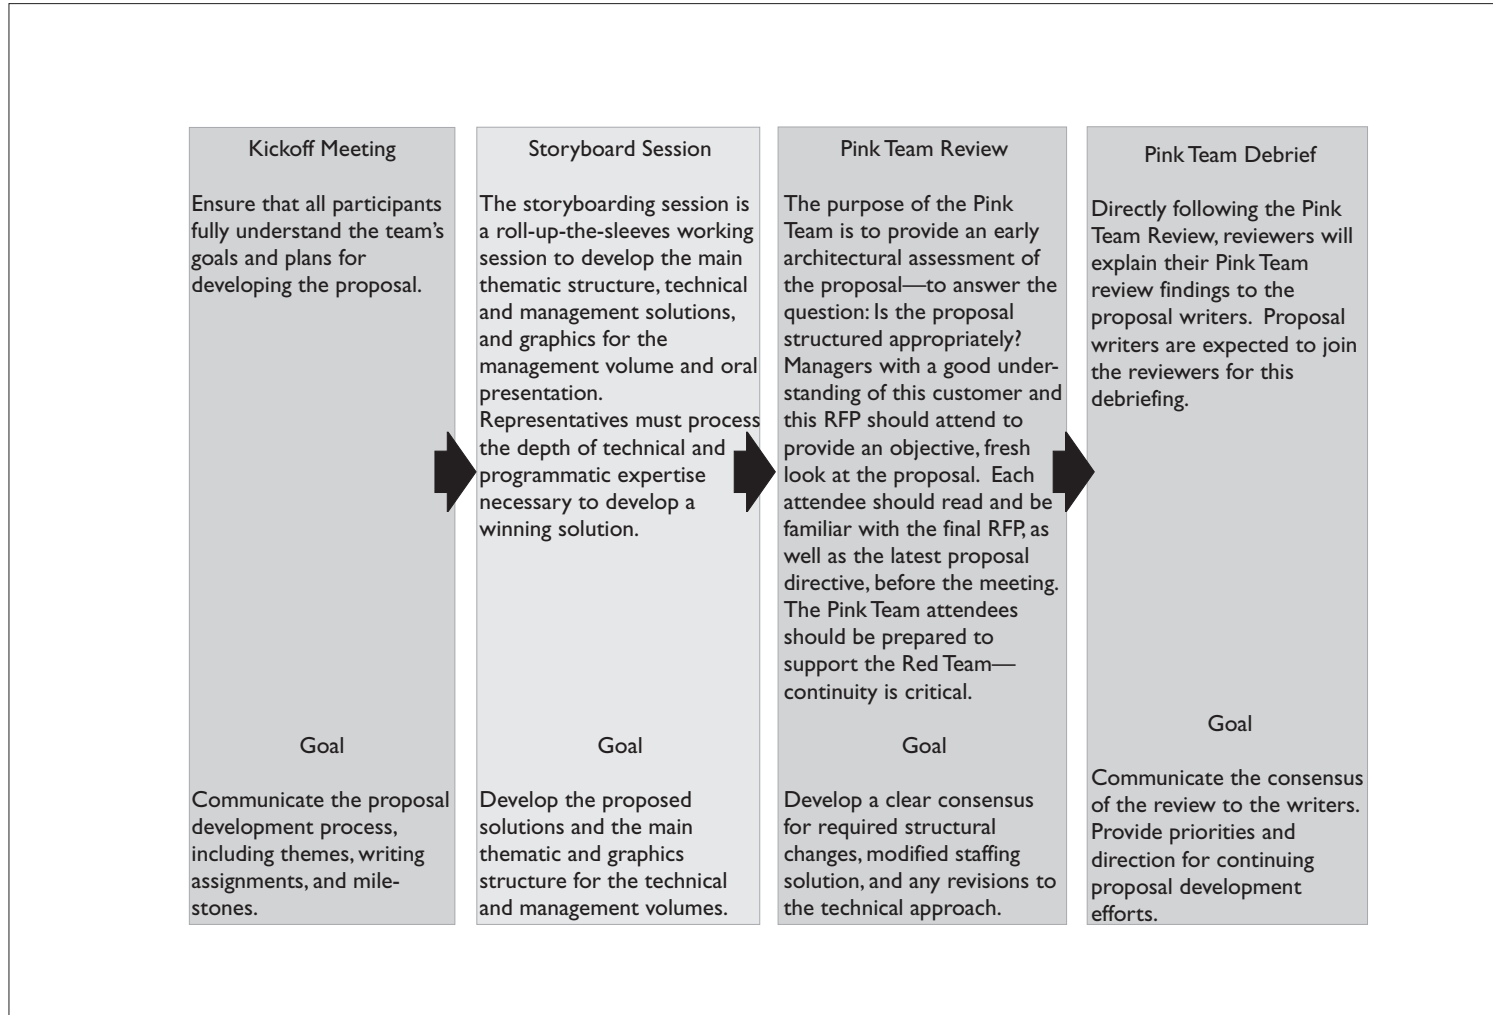 Kickoff Meeting
Ensure that all participants
fully understand the team's
goals and plans for
developing the proposal.
Goal
Communicate the proposal
development process,
including themes, writing
assignments, and mile-
stones.
Storyboard Session
The storyboarding session is
a roll-up-the-sleeves working
session to develop the main
thematic structure, technical
and management solutions,
and graphics for the
management volume and oral
presentation.
Representatives must process
the depth of technical and
programmatic expertise
necessary to develop a
winning solution.
Goal
Develop the proposed
solutions and the main
thematic and graphics
structure for the technical
and management volumes.
Pink Team Review
The purpose of the Pink
Team is to provide an early
architectural assessment of
the proposal—to answer the
question: Is the proposal
structured appropriately?
Managers with a good under-
standing of this customer and
this RFP should attend to
provide an objective, fresh
look at the proposal.  Each
attendee should read and be
familiar with the final RFP, as
well as the latest proposal
directive, before the meeting.
The Pink Team attendees
should be prepared to
support the Red Team—
continuity is critical.
Goal
Develop a clear consensus
for required structural
changes, modified staffing
solution, and any revisions to
the technical approach.
Pink Team Debrief
Directly following the Pink
Team Review, reviewers will
explain their Pink Team
review findings to the
proposal writers.  Proposal
writers are expected to join
the reviewers for this
debriefing.
Goal
Communicate the consensus
of the review to the writers.
Provide priorities and
direction for continuing
proposal development
efforts.